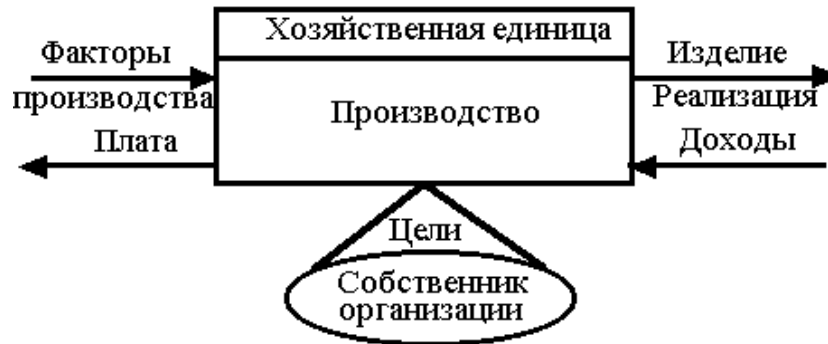 Хозяйственная единица
Факторы
производства
Плата
Производство
Изделие
Реализация
Доходы
Цели
Собственник
организации